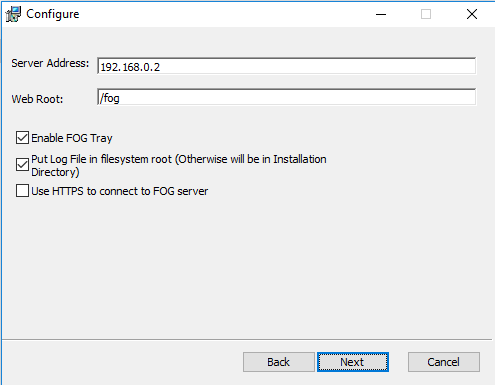 Configure
Server Address: 192.168.0.2
Web Root: /fog
Enable FOG Tray
Put Log File in filesystem root (Otherwise will be in Installation
Directory)
Use HTTPS to connect to FOG server
Back Next Cancel